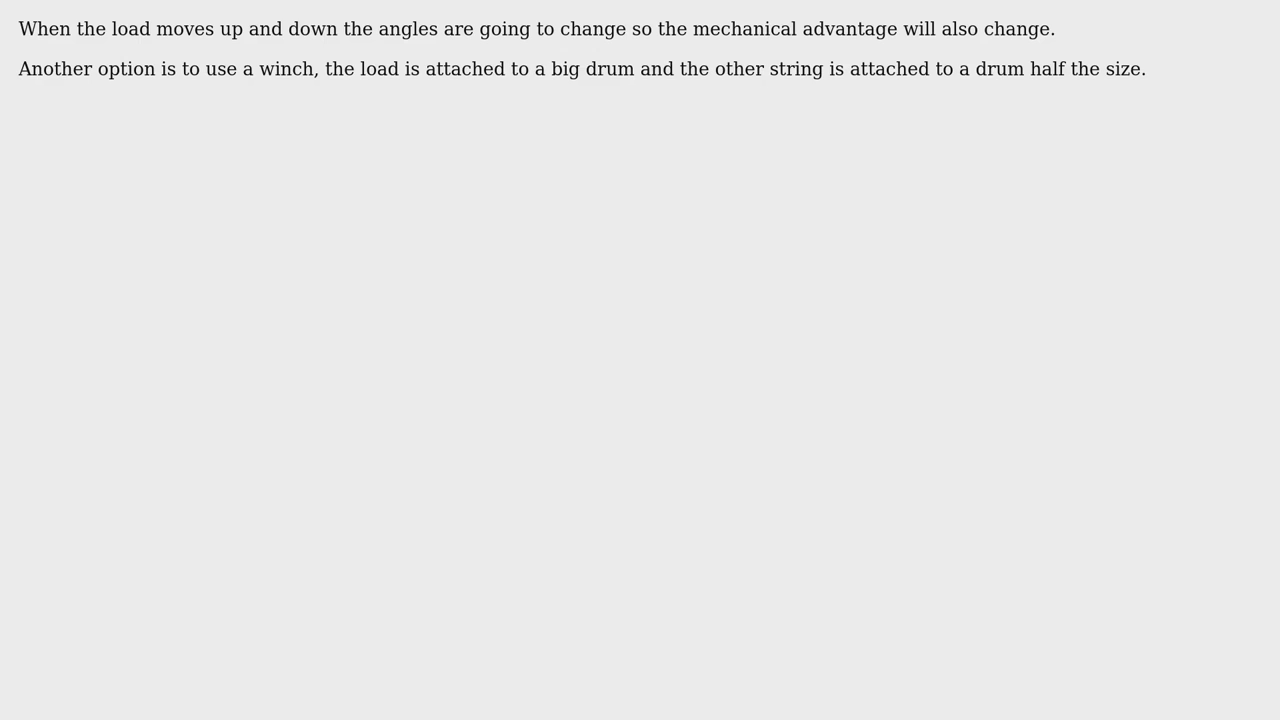 When the load moves up and down the angles are going to change so the mechanical advantage will also change.
Another option is to use a winch, the load is attached to a big drum and the other string is attached to a drum half the size.